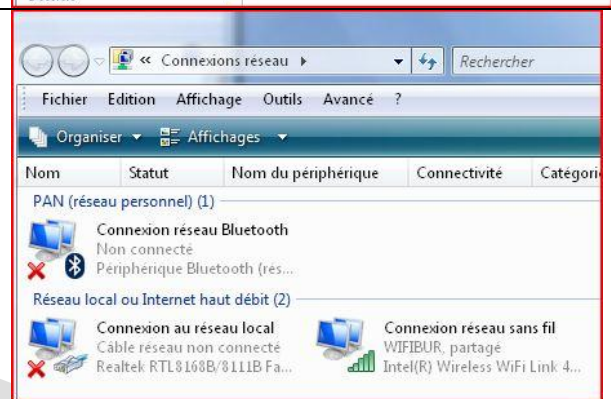 « Connexions réseau
Rechercher
Fichier Edition Affichage Outils Avancé ?
Organiser Affichages
Nom Statut Nom du périphérique Connectivité Catégori
PAN (réseau personnel) (1)
Connexion réseau Bluetooth
Non connecté
Périphérique Bluetooth (rés...
Réseau local ou Internet haut débit (2)
Connexion au réseau local
Câble réseau non connecté
Realtek RTL8168B/8111B Fa...
Connexion réseau sans fil
WIFIBUR, partagé
Intel(R) Wireless WiFi Link 4...